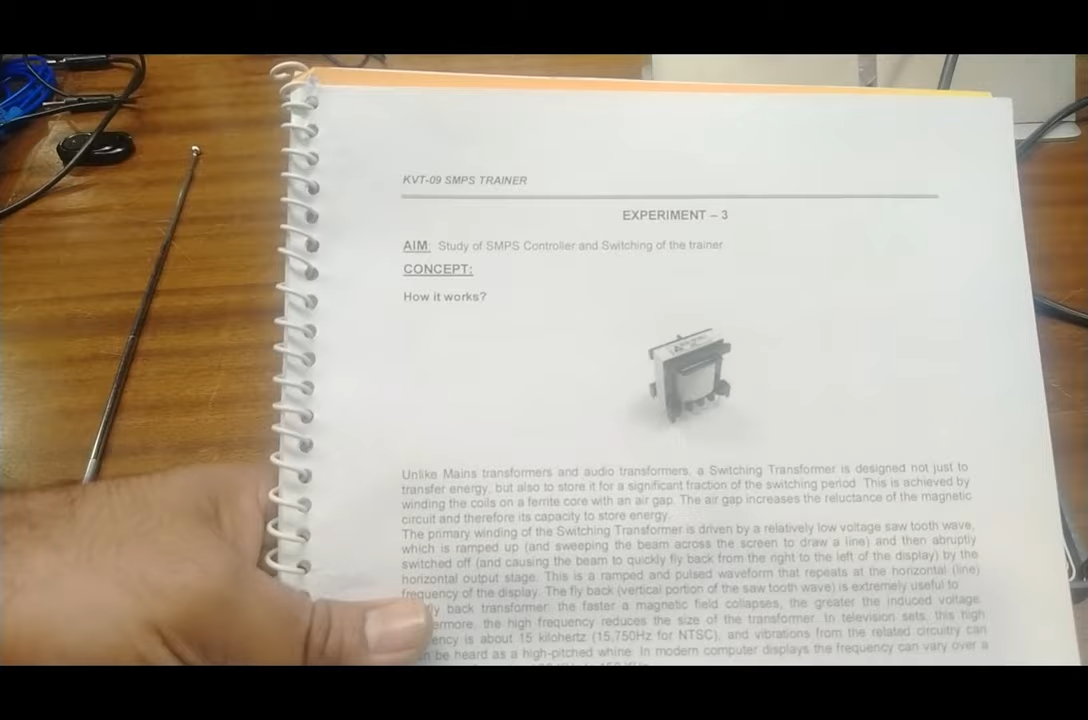 KVT-09 SMPS TRAINER
EXPERIMENT – 3
AIM: Study of SMPS Controller and Switching of the trainer
CONCEPT:
How it works?
Unlike Mains transformers and audio transformers, a Switching Transformer is designed not just to
transfer energy, but also to store it for a significant fraction of the switching period. This is achieved by
winding the coils on a ferrite core with an air gap. The air gap increases the reluctance of the magnetic
circuit and therefore its capacity to store energy.
The primary winding of the Switching Transformer is driven by a relatively low voltage saw tooth wave,
which is ramped up (and sweeping the beam across the screen to draw a line) and then abruptly
switched off (and causing the beam to quickly fly back from the right to the left of the display) by the
horizontal output stage. This is a ramped and pulsed waveform that repeats at the horizontal (line)
frequency of the display. The fly back (vertical portion of the saw tooth wave) is extremely useful to
fly back transformer: the faster a magnetic field collapses, the greater the induced voltage.
the high frequency reduces the size of the transformer. In television sets, this high
is about 15 kilohertz (15,750Hz for NTSC), and vibrations from the related circuitry can
be heard as a high-pitched whine. In modern computer displays the frequency can vary over a